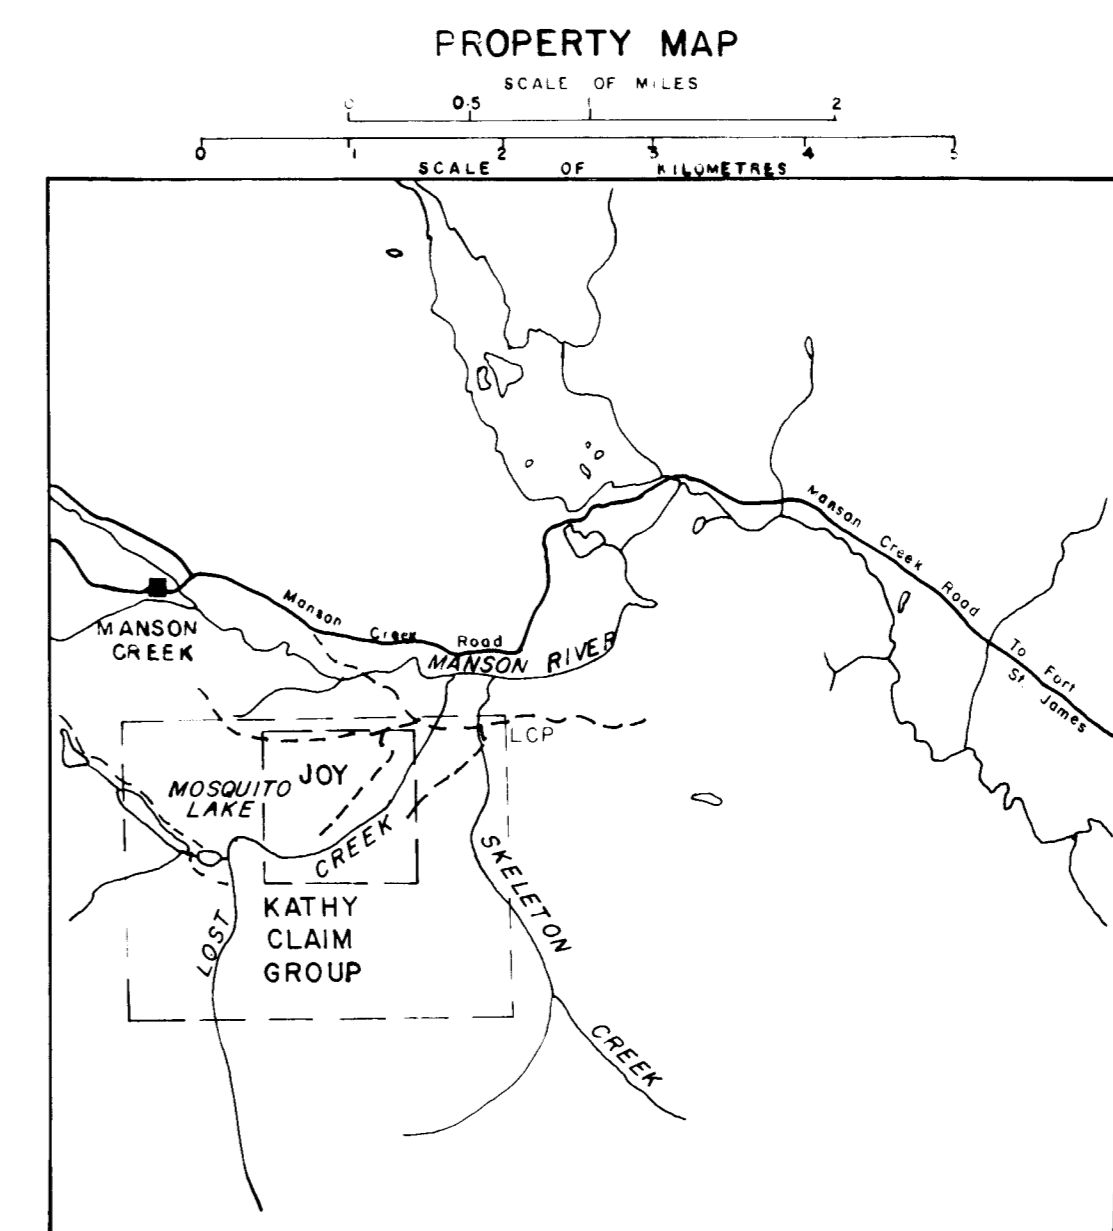 PROPERTY MAP
SCALE OF MILES
0 0.5 1 2
0 1 2 3 4 5
SCALE OF KILOMETRES
Manson Creek Road To Fort St. James
Manson Creek Road
MANSON CREEK
MANSON RIVER
LCP
JOY
MOSQUITO LAKE
LOST CREEK
SKELETON CREEK
KATHY
CLAIM
GROUP